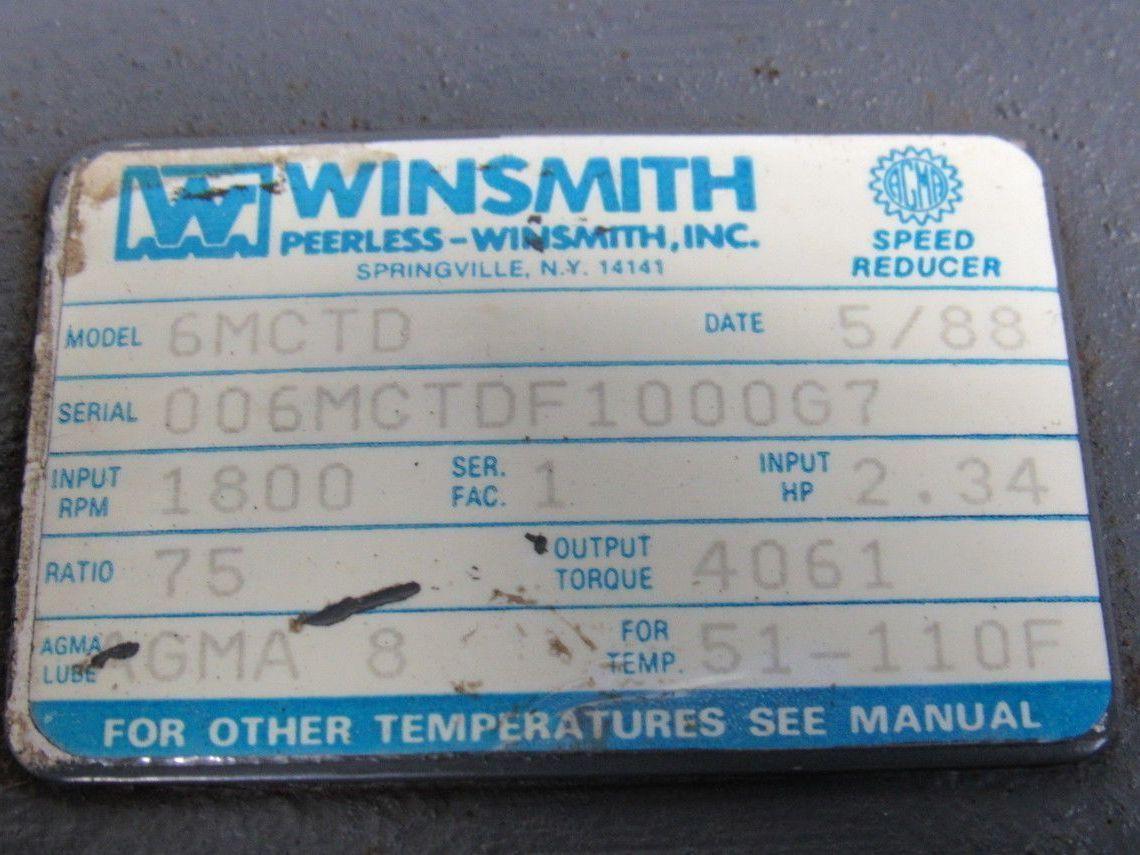 WINSMITH
PEERLESS-WINSMITH, INC.
SPRINGVILLE, N.Y. 14141
AGMA
SPEED
REDUCER
MODEL 6MCTD DATE 5/88
SERIAL 006MCTDF1000G7
INPUT RPM 1800 SER. FAC. 1 INPUT HP 2.34
RATIO 75 OUTPUT TORQUE 4061
AGMA LUBE AGMA 8 FOR TEMP. 51-110F
FOR OTHER TEMPERATURES SEE MANUAL